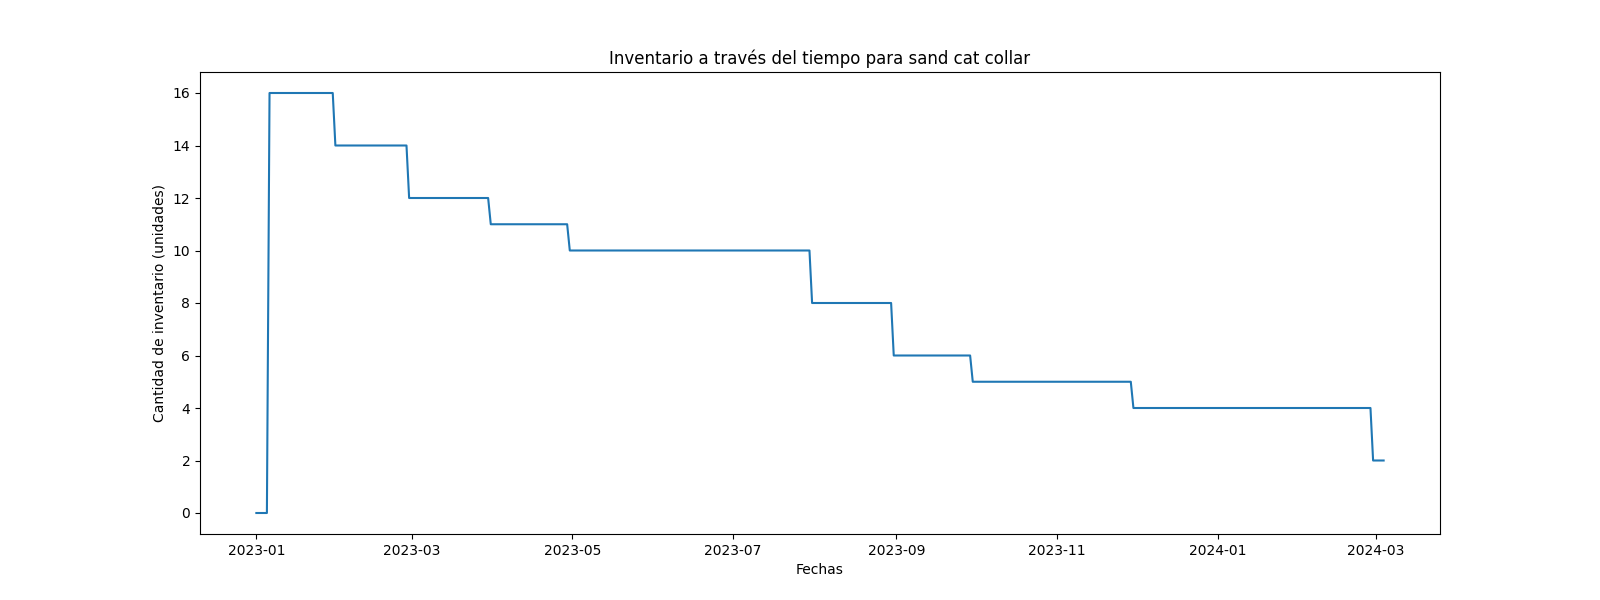 Inventario a través del tiempo para sand cat collar
Cantidad de inventario (unidades)
16
14
12
10
8
6
4
2
0
2023-01 2023-03 2023-05 2023-07 2023-09 2023-11 2024-01 2024-03
Fechas